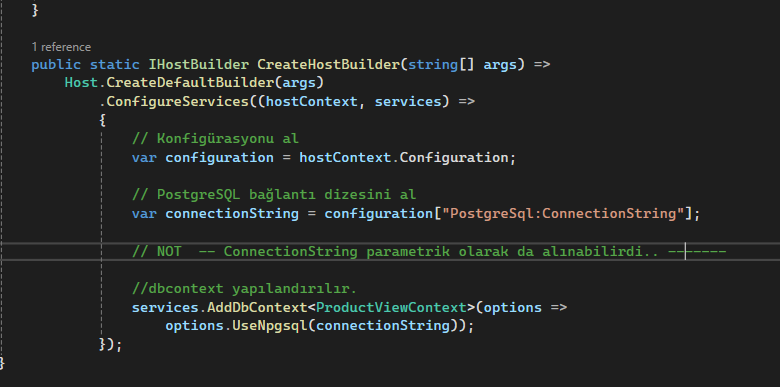 }
1 reference
public static IHostBuilder CreateHostBuilder(string[] args) =>
Host.CreateDefaultBuilder(args)
.ConfigureServices((hostContext, services) =>
{
// Konfigürasyonu al
var configuration = hostContext.Configuration;
// PostgreSQL bağlantı dizesini al
var connectionString = configuration["PostgreSql:ConnectionString"];
// NOT  -- ConnectionString parametrik olarak da alınabilirdi.. -------
//dbcontext yapılandırılır.
services.AddDbContext<ProductViewContext>(options =>
options.UseNpgsql(connectionString));
});
}